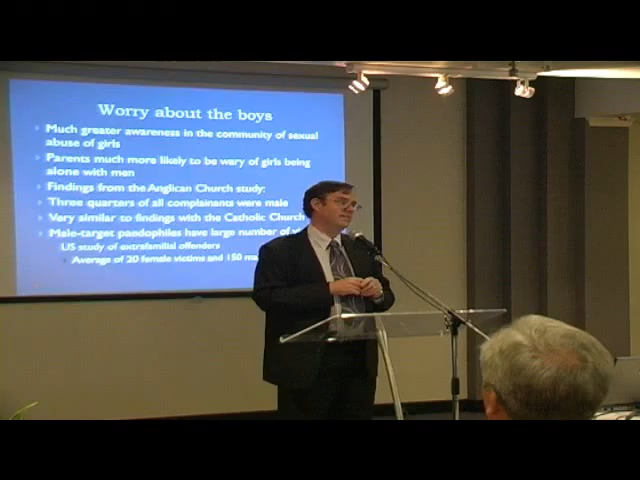 Worry about the boys
Much greater awareness in the community of sexual
abuse of girls
Parents much more likely to be wary of girls being
alone with men
Findings from the Anglican Church study:
Three quarters of all complainants were male
Very similar to findings with the Catholic Church
Male-target paedophiles have large number of
US study of extrafamilial offenders
Average of 20 female victims and 150